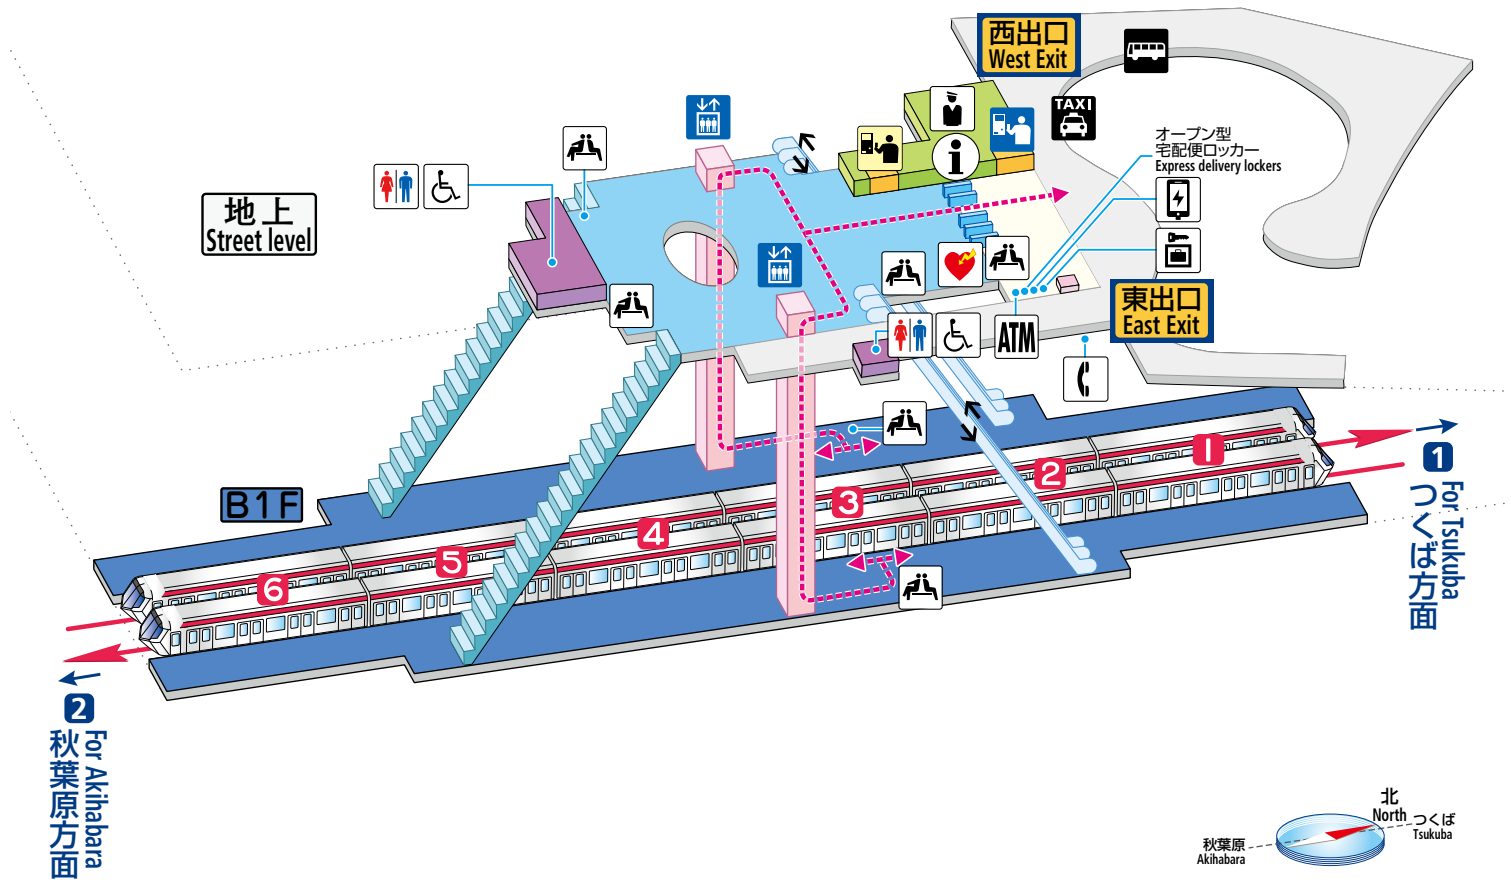 西出口
West Exit
TAXI
オープン型
宅配便ロッカー
Express delivery lockers
地上
Street level
東出口
East Exit
ATM
B1F
1
2
3
4
5
6
1
For Tsukuba
つくば方面
2
For Akihabara
秋葉原方面
北
North
つくば
Tsukuba
秋葉原
Akihabara